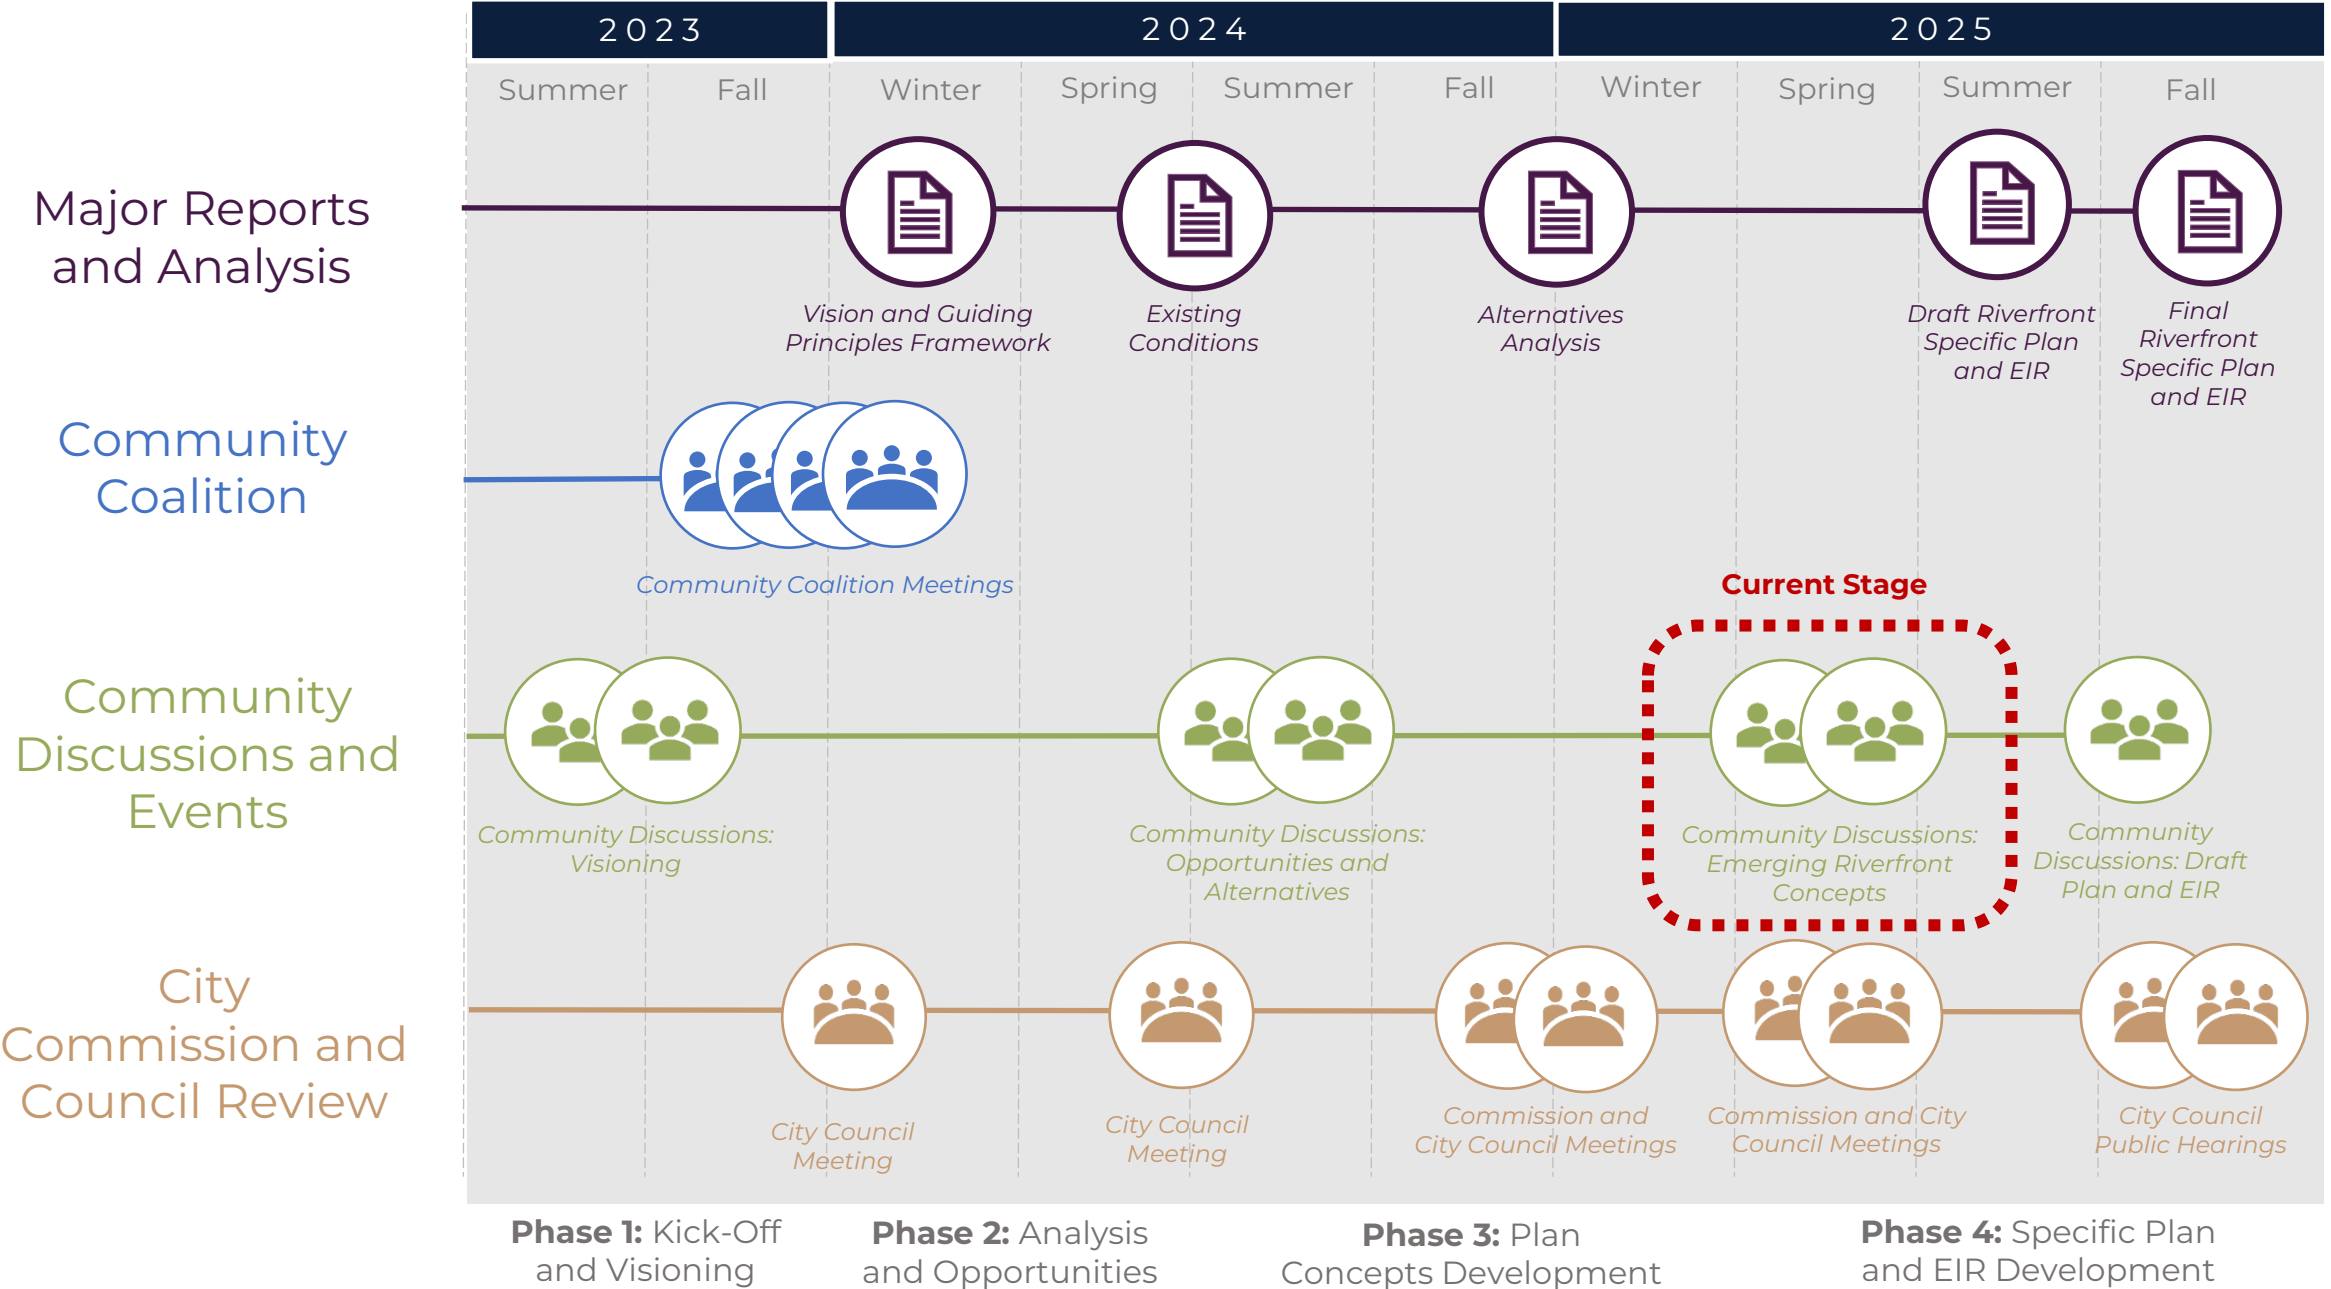 2023
2024
2025
Summer
Fall
Winter
Spring
Summer
Fall
Winter
Spring
Summer
Fall
Major Reports
and Analysis
Vision and Guiding
Principles Framework
Existing
Conditions
Alternatives
Analysis
Draft Riverfront
Specific Plan
and EIR
Final
Riverfront
Specific Plan
and EIR
Community
Coalition
Community Coalition Meetings
Current Stage
Community
Discussions and
Events
Community Discussions:
Visioning
Community Discussions:
Opportunities and
Alternatives
Community Discussions:
Emerging Riverfront
Concepts
Community
Discussions: Draft
Plan and EIR
City
Commission and
Council Review
City Council
Meeting
City Council
Meeting
Commission and
City Council Meetings
Commission and City
Council Meetings
City Council
Public Hearings
Phase 1: Kick-Off
and Visioning
Phase 2: Analysis
and Opportunities
Phase 3: Plan
Concepts Development
Phase 4: Specific Plan
and EIR Development